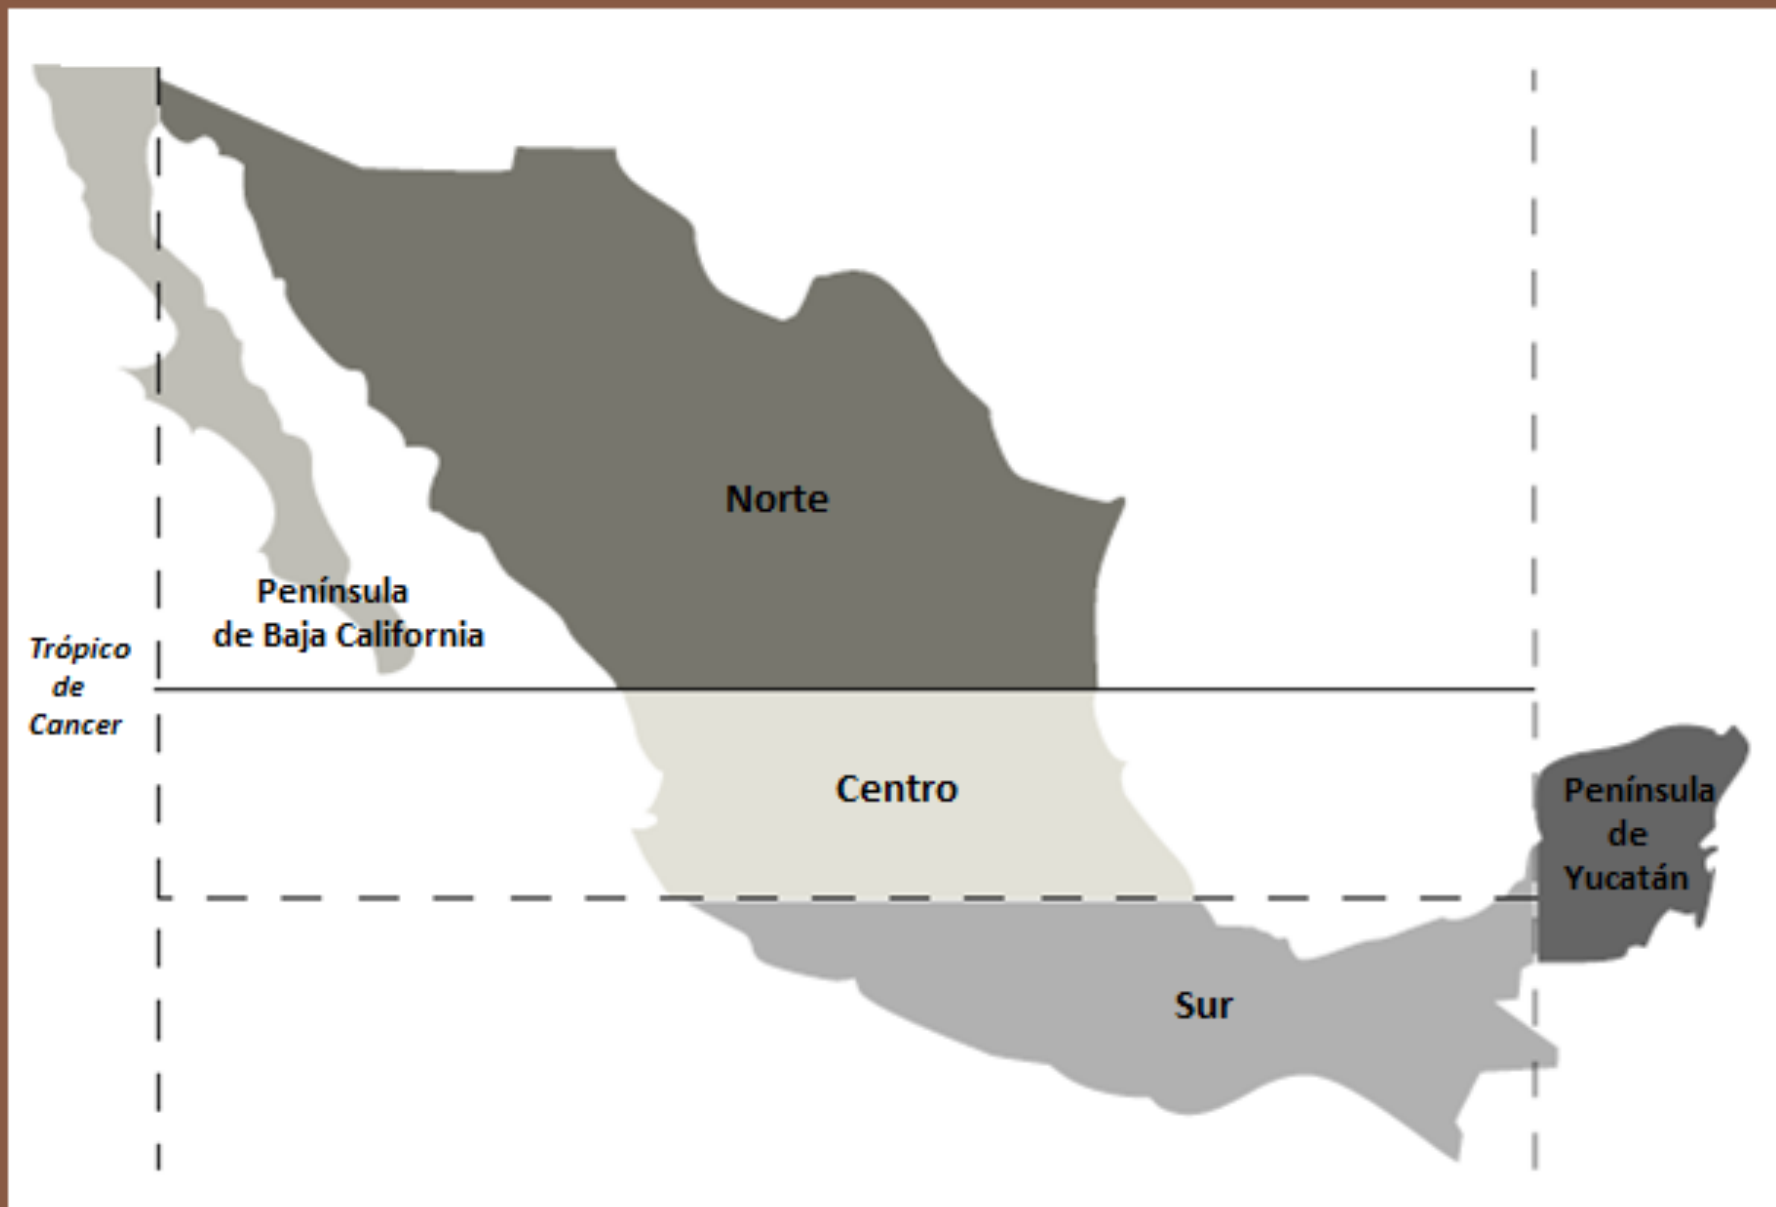 Norte
Península
de Baja California
Trópico
de
Cancer
Centro
Península
de
Yucatán
Sur